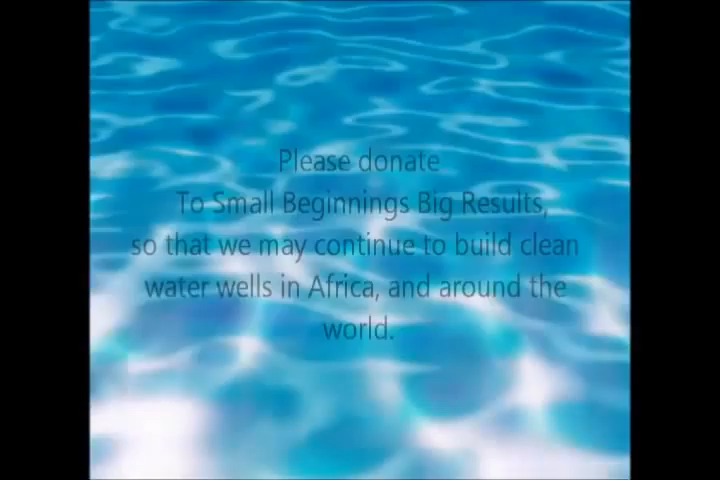 Please donate
To Small Beginnings Big Results,
so that we may continue to build clean
water wells in Africa, and around the
world.